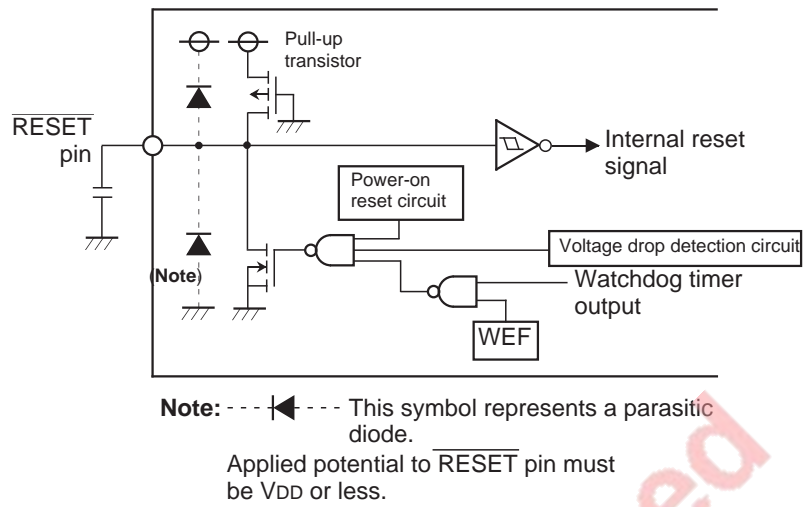 Pull-up
transistor
RESET
pin
Internal reset
signal
Power-on
reset circuit
Voltage drop detection circuit
(Note)
Watchdog timer
output
WEF
Note: This symbol represents a parasitic
diode.
Applied potential to RESET pin must
be VDD or less.